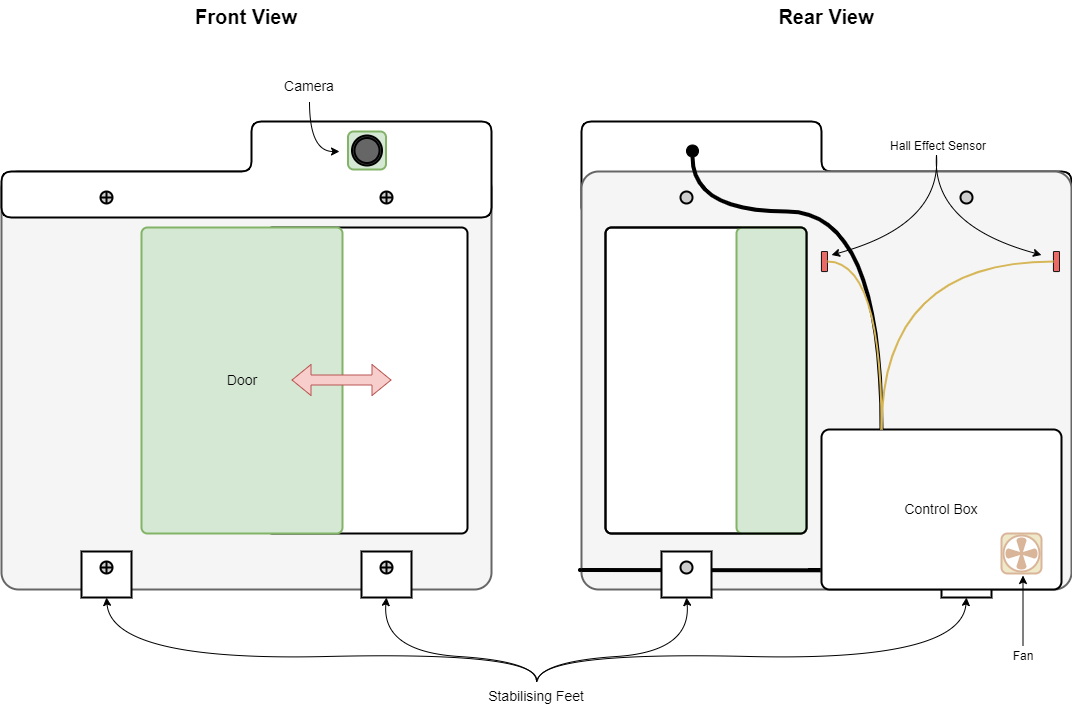 Front View
Rear View
Camera
Hall Effect Sensor
Door
Control Box
Fan
Stabilising Feet